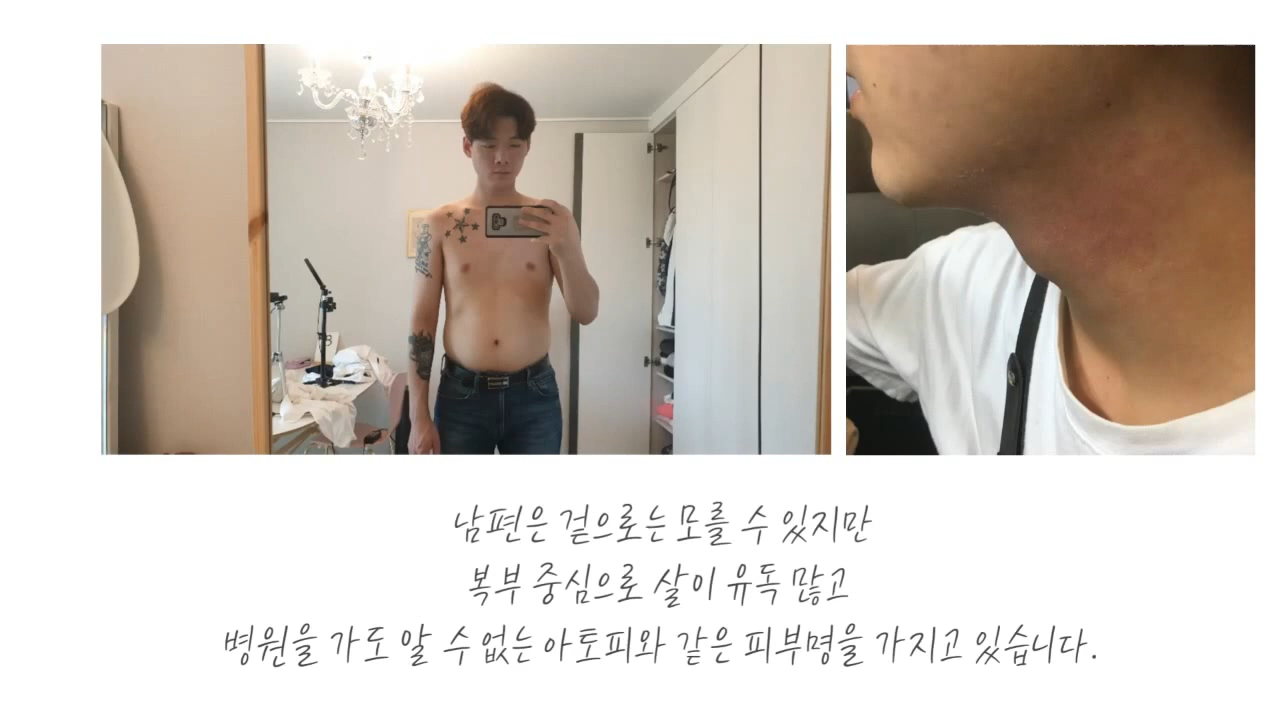 남편은 겉으로는 모를 수 있지만
복부 중심으로 살이 유독 많고
병원을 가도 알 수 없는 아토피와 같은 피부명을 가지고 있습니다.